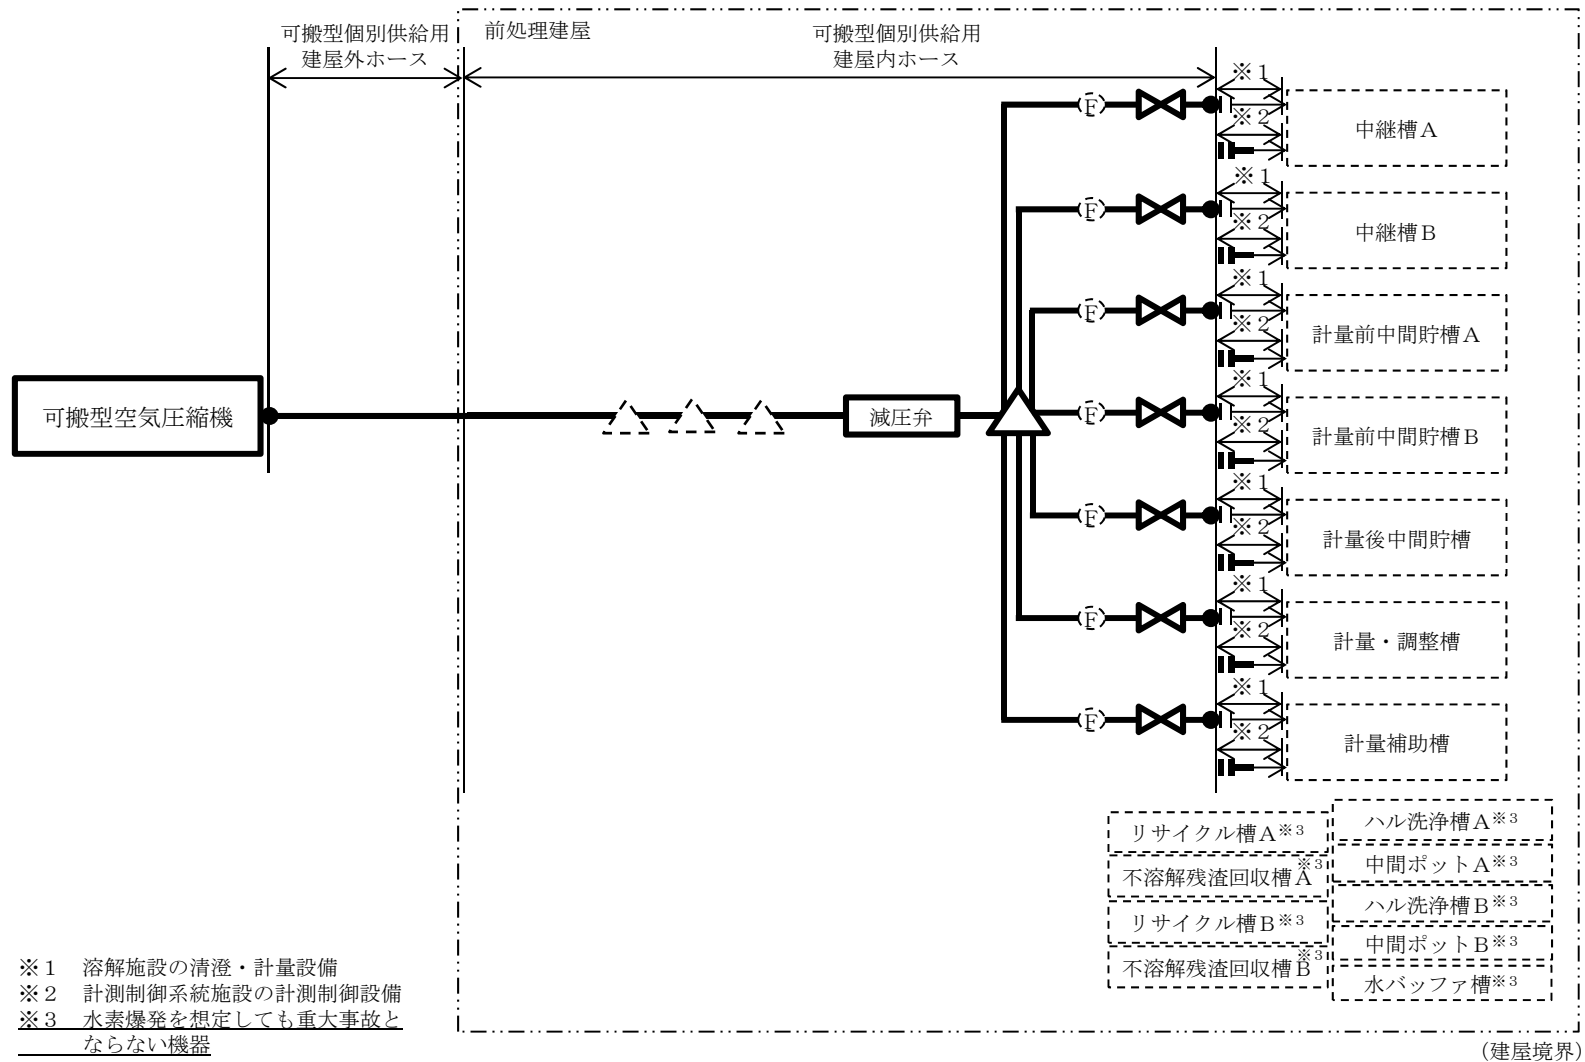 可搬型個別供給用
建屋外ホース
前処理建屋
可搬型個別供給用
建屋内ホース
※1
※2
中継槽A
※1
※2
中継槽B
※1
※2
計量前中間貯槽A
※1
※2
計量前中間貯槽B
※1
※2
計量後中間貯槽
※1
※2
計量・調整槽
※1
※2
計量補助槽
F
F
F
F
F
F
F
可搬型空気圧縮機
減圧弁
リサイクル槽A※3
不溶解残渣回収槽A※3
リサイクル槽B※3
不溶解残渣回収槽B※3
ハル洗浄槽A※3
中間ポットA※3
ハル洗浄槽B※3
中間ポットB※3
水バッファ槽※3
※1 溶解施設の清澄・計量設備
※2 計測制御系統施設の計測制御設備
※3 水素爆発を想定しても重大事故と
ならない機器
(建屋境界)